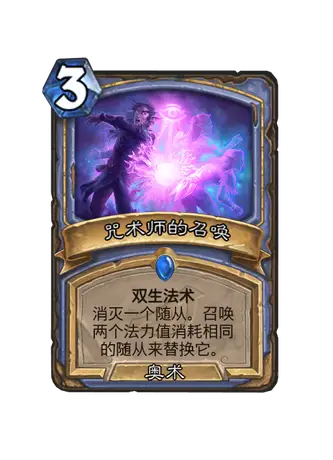 3
咒术师的召唤
双生法术
消灭一个随从。召唤
两个法力值消耗相同
的随从来替换它。
奥术